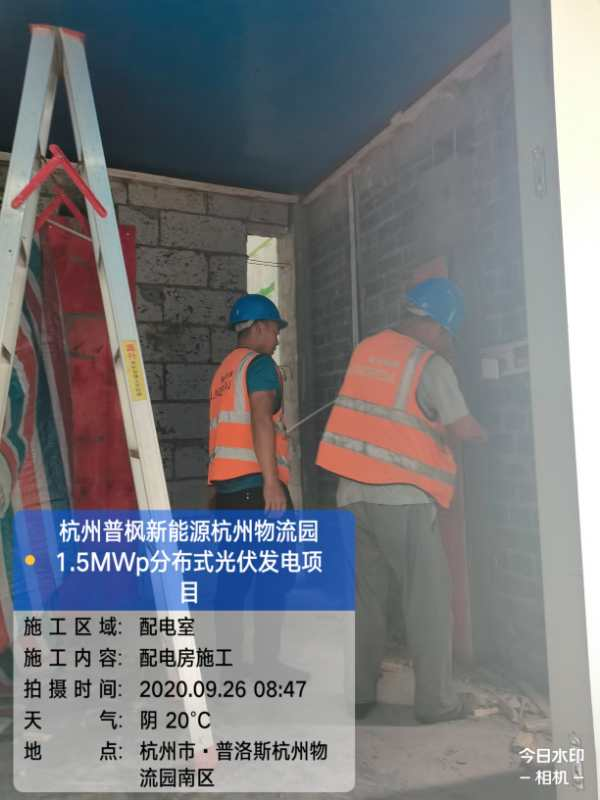 杭州普枫新能源杭州物流园
1.5MWp分布式光伏发电项
目
施工区域：配电室
施工内容：配电房施工
拍摄时间：2020.09.26 08:47
天气：阴 20℃
地点：杭州市·普洛斯杭州物
流园南区
今日水印
-相机-